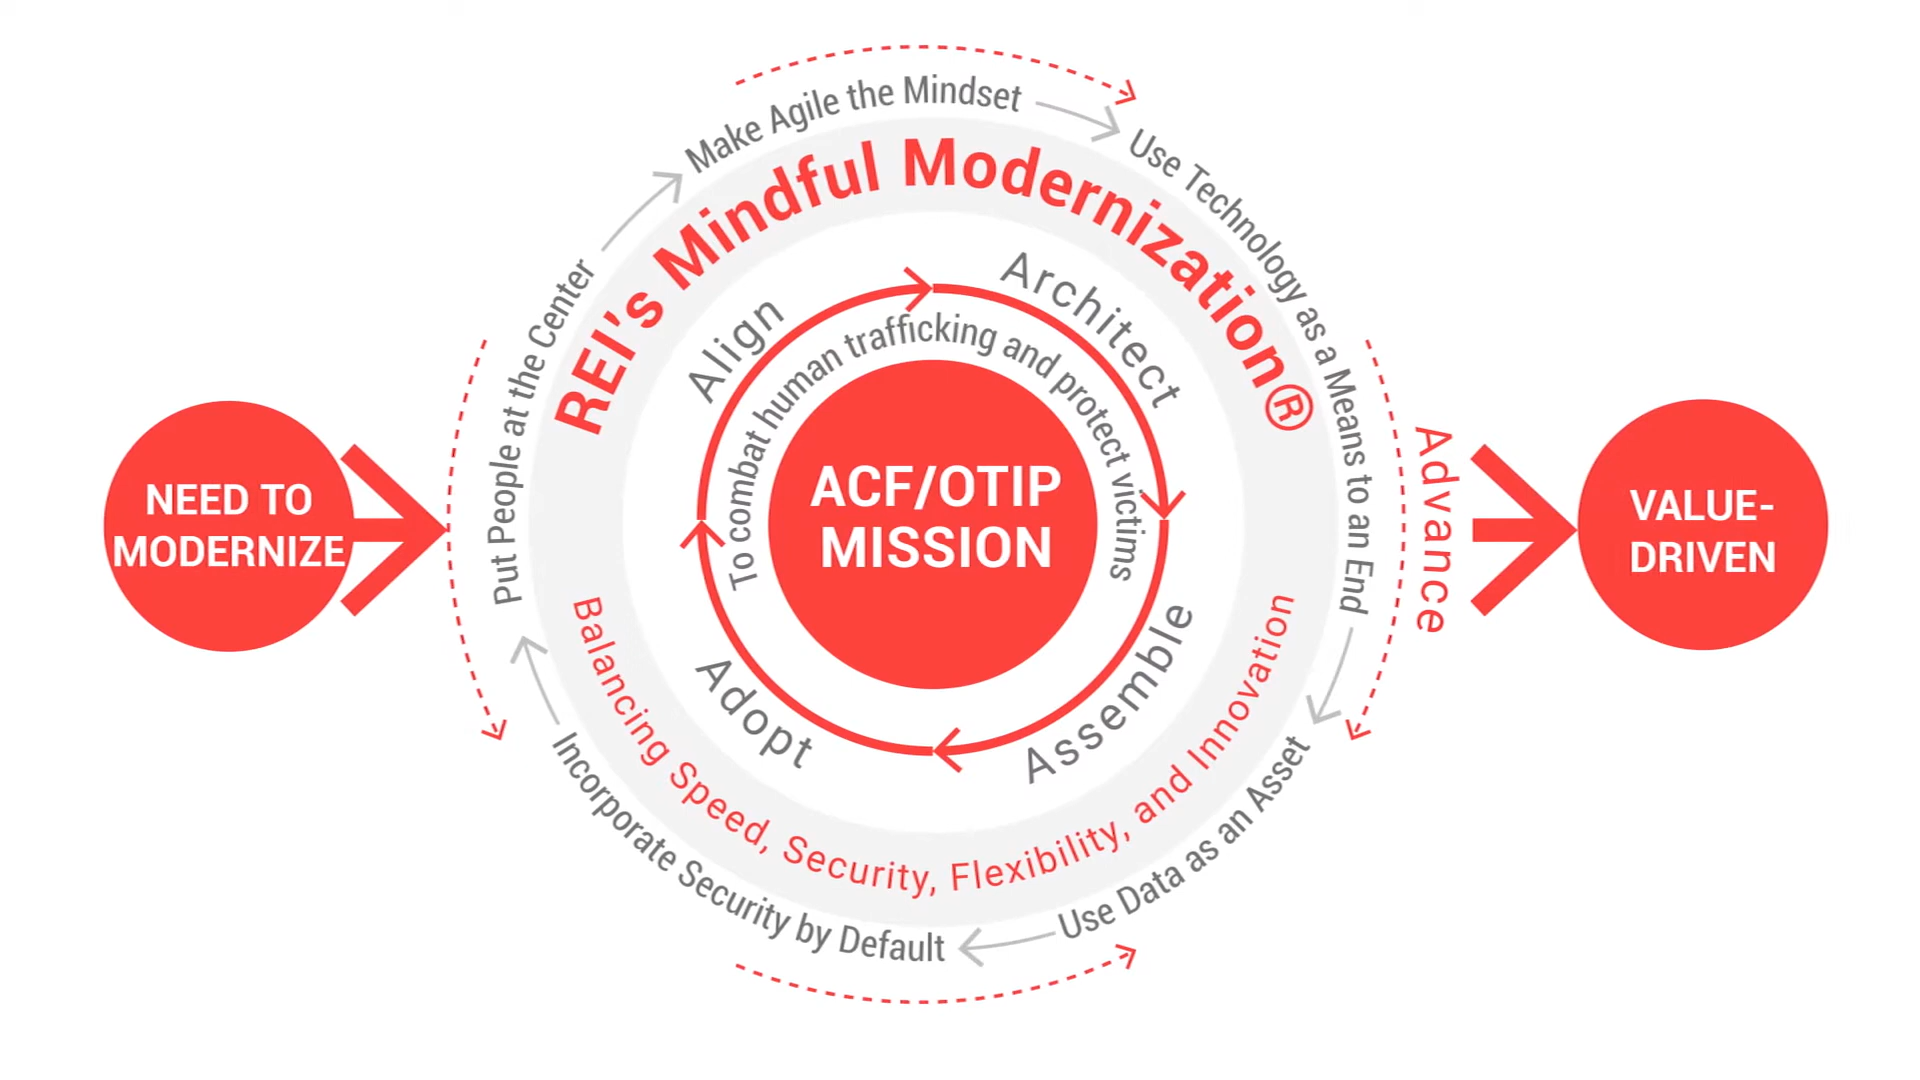 NEED TO
MODERNIZE
Put People at the Center
Make Agile the Mindset
Use Technology as a Means to an End
Use Data as an Asset
Incorporate Security by Default
REI's Mindful Modernization®
Balancing Speed, Security, Flexibility, and Innovation
Align
Architect
Assemble
Adopt
To combat human trafficking and protect victims
ACF/OTIP
MISSION
Advance
VALUE-
DRIVEN